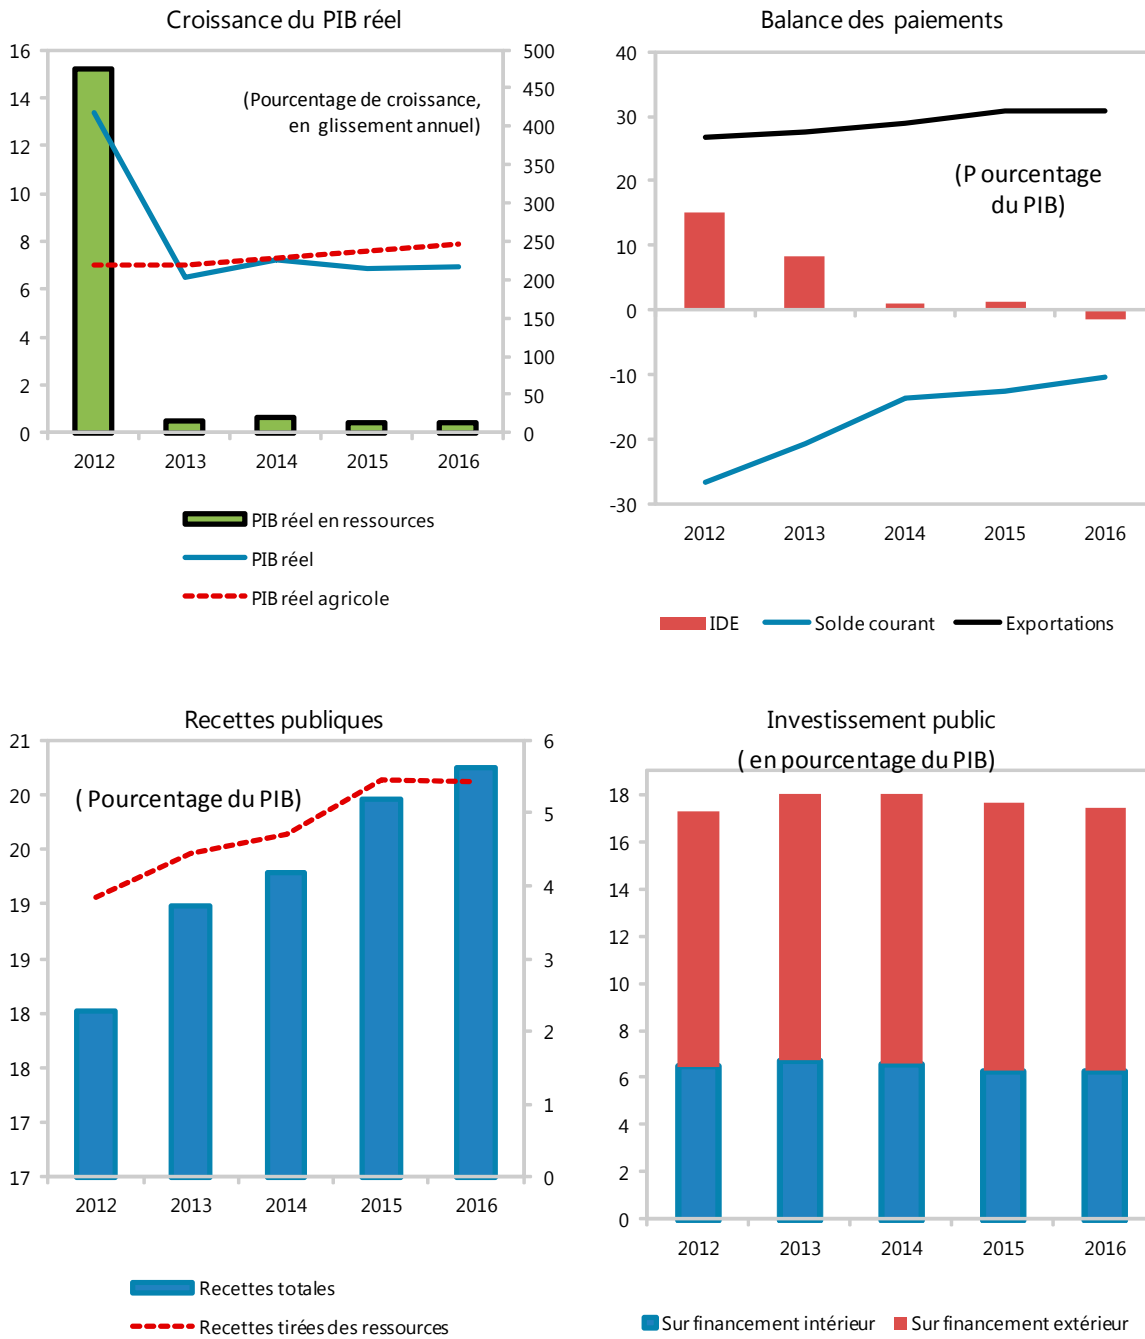 Croissance du PIB réel
16
14
12
10
8
6
4
2
0
500
450
400
350
300
250
200
150
100
50
0
(Pourcentage de croissance,
en glissement annuel)
2012 2013 2014 2015 2016
PIB réel en ressources
PIB réel
PIB réel agricole
Balance des paiements
40
30
20
10
0
-10
-20
-30
(P ourcentage
du PIB)
2012 2013 2014 2015 2016
IDE Solde courant Exportations
Recettes publiques
21
20
20
19
19
18
18
17
17
6
5
4
3
2
1
0
( Pourcentage du PIB)
2012 2013 2014 2015 2016
Recettes totales
Recettes tirées des ressources
Investissement public
( en pourcentage du PIB)
18
16
14
12
10
8
6
4
2
0
2012 2013 2014 2015 2016
Sur financement intérieur Sur financement extérieur